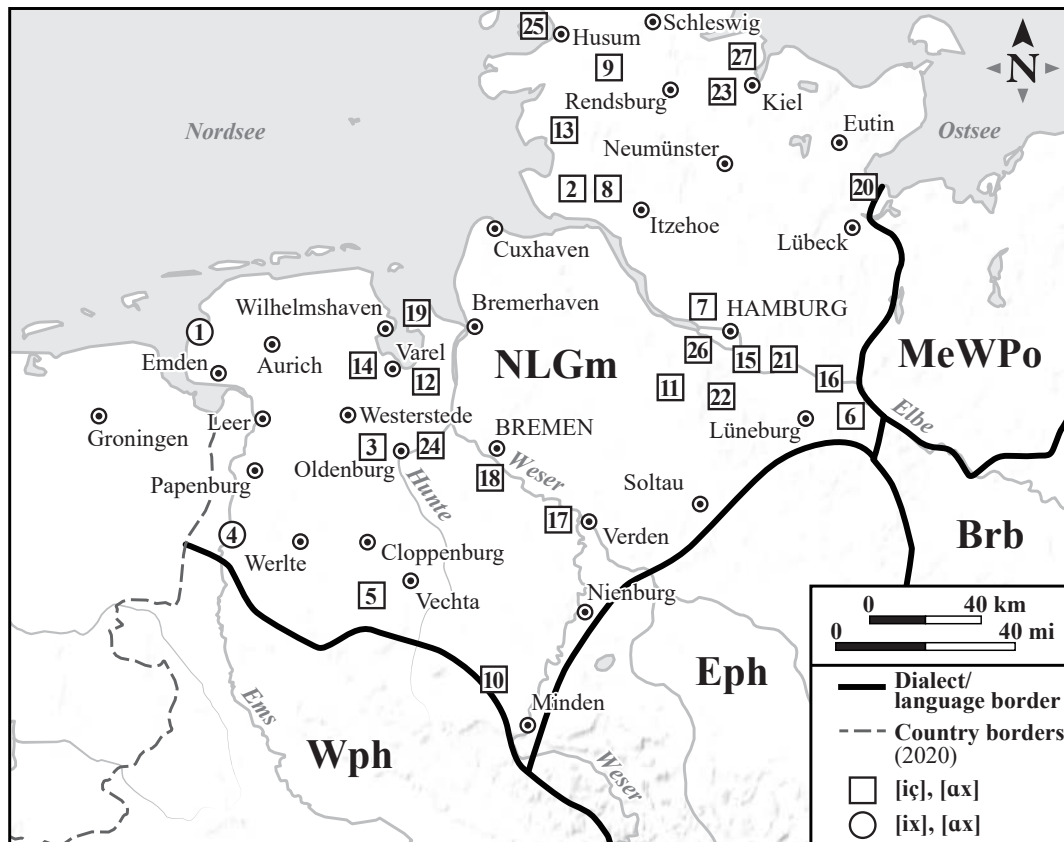 25
Husum
Schleswig
27
N
9
Rendsburg
23
Kiel
Nordsee
13
Eutin
Ostsee
Neumünster
2
8
20
Itzehoe
Lübeck
Cuxhaven
Wilhelmshaven
19
Bremerhaven
7
HAMBURG
1
Emden
Aurich
14
Varel
12
NLGm
26
15
21
16
MeWPo
11
22
6
Elbe
Groningen
Leer
Westerstede
BREMEN
Lüneburg
3
24
Oldenburg
Hunte
18
Weser
Papenburg
Soltau
17
Verden
Brb
4
Werlte
Cloppenburg
5
Vechta
Nienburg
10
Minden
Eph
Ems
Wph
Weser
0 40 km
0 40 mi
Dialect/
language border
Country borders
(2020)
[iç], [ɑx]
[ix], [ɑx]